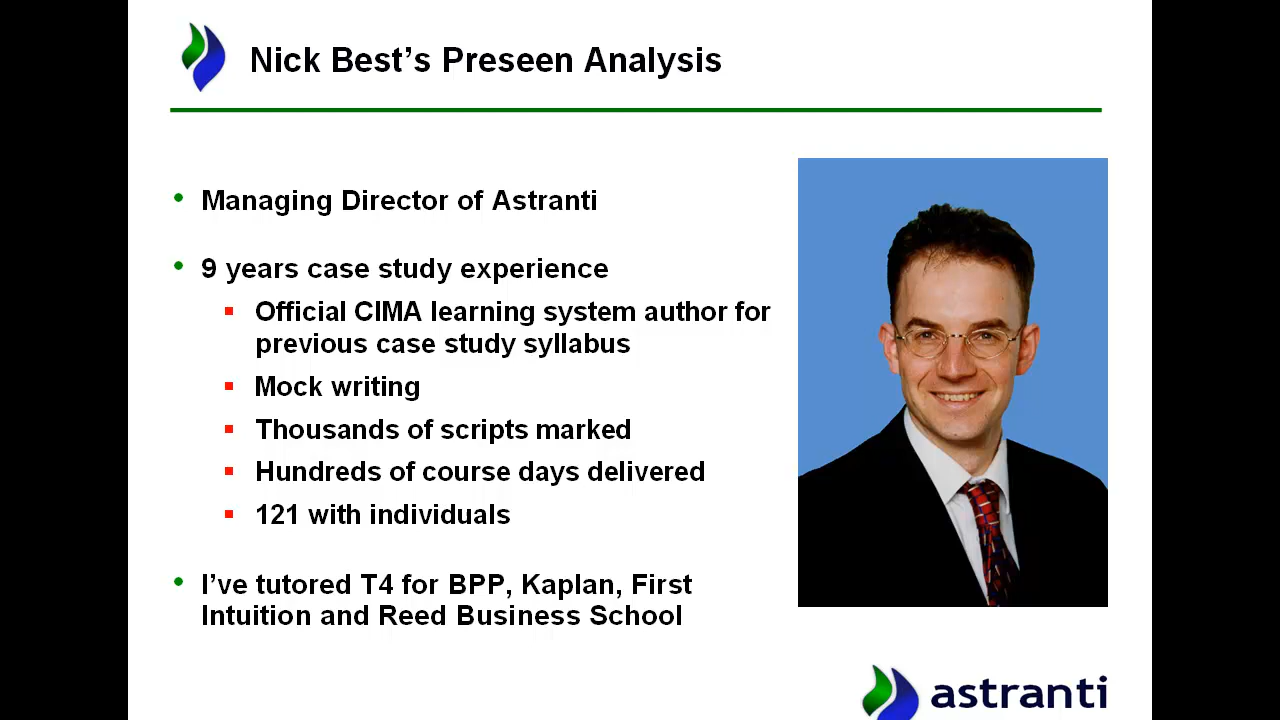 Nick Best's Preseen Analysis
• Managing Director of Astranti
• 9 years case study experience
▪ Official CIMA learning system author for
previous case study syllabus
▪ Mock writing
▪ Thousands of scripts marked
▪ Hundreds of course days delivered
▪ 121 with individuals
• I've tutored T4 for BPP, Kaplan, First
Intuition and Reed Business School
astranti